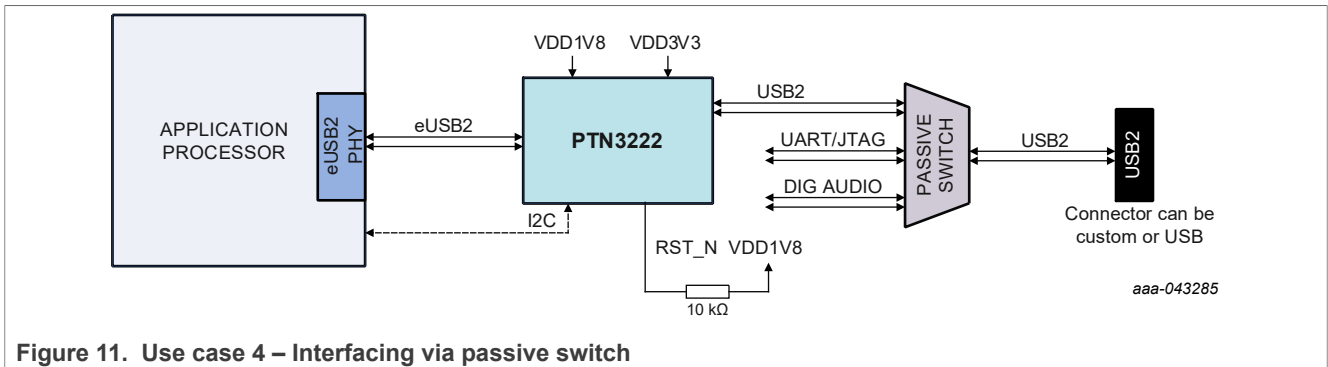 VDD1V8 VDD3V3
APPLICATION
PROCESSOR
eUSB2
PHY
eUSB2
PTN3222
I2C
RST_N VDD1V8
10 kΩ
USB2
UART/JTAG
DIG AUDIO
PASSIVE
SWITCH
USB2
USB2
Connector can be
custom or USB
aaa-043285
Figure 11. Use case 4 – Interfacing via passive switch